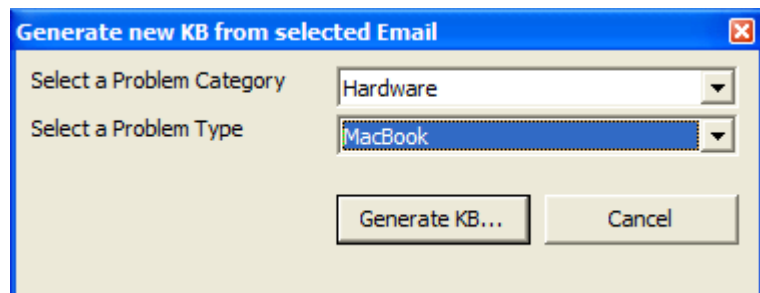 Generate new KB from selected Email
Select a Problem Category Hardware
Select a Problem Type MacBook
Generate KB... Cancel